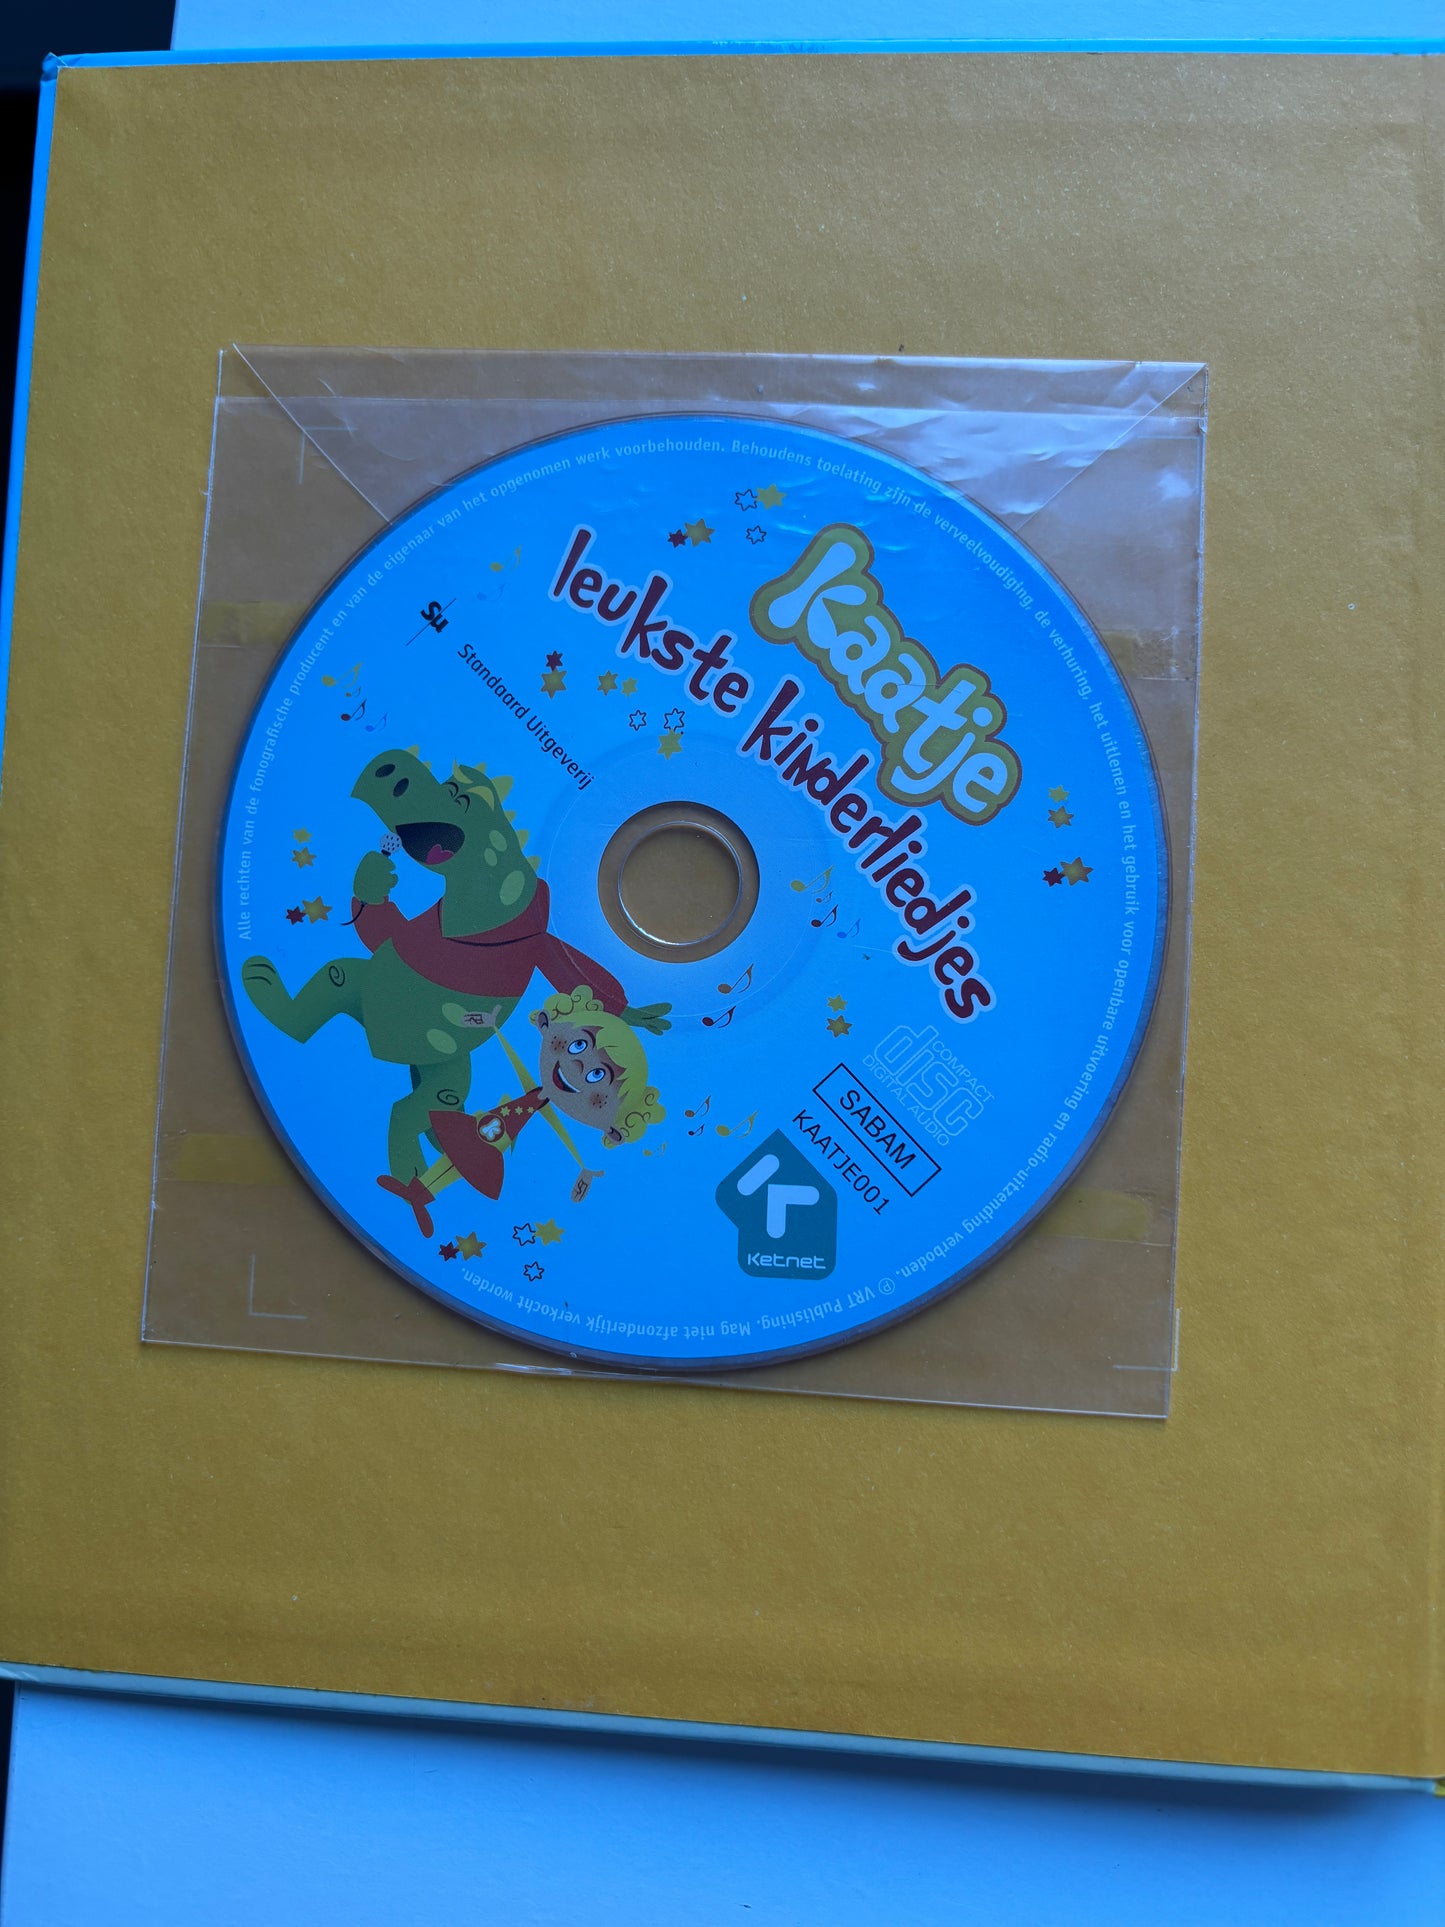 Kaatje
leukste kinderliedjes
Su
Standaard Uitgeverij
COMPACT
disc
DIGITAL AUDIO
SABAM
KAATJE001
K
ketnet
Alle rechten van de fonografische producent en van de eigenaar van het opgenomen werk voorbehouden. Behoudens toelating zijn de verveelvoudiging, de verhuring, het uitlenen en het gebruik voor openbare uitvoering en radio-uitzending verboden. ℗ VRT Publishing. Mag niet afzonderlijk verkocht worden.